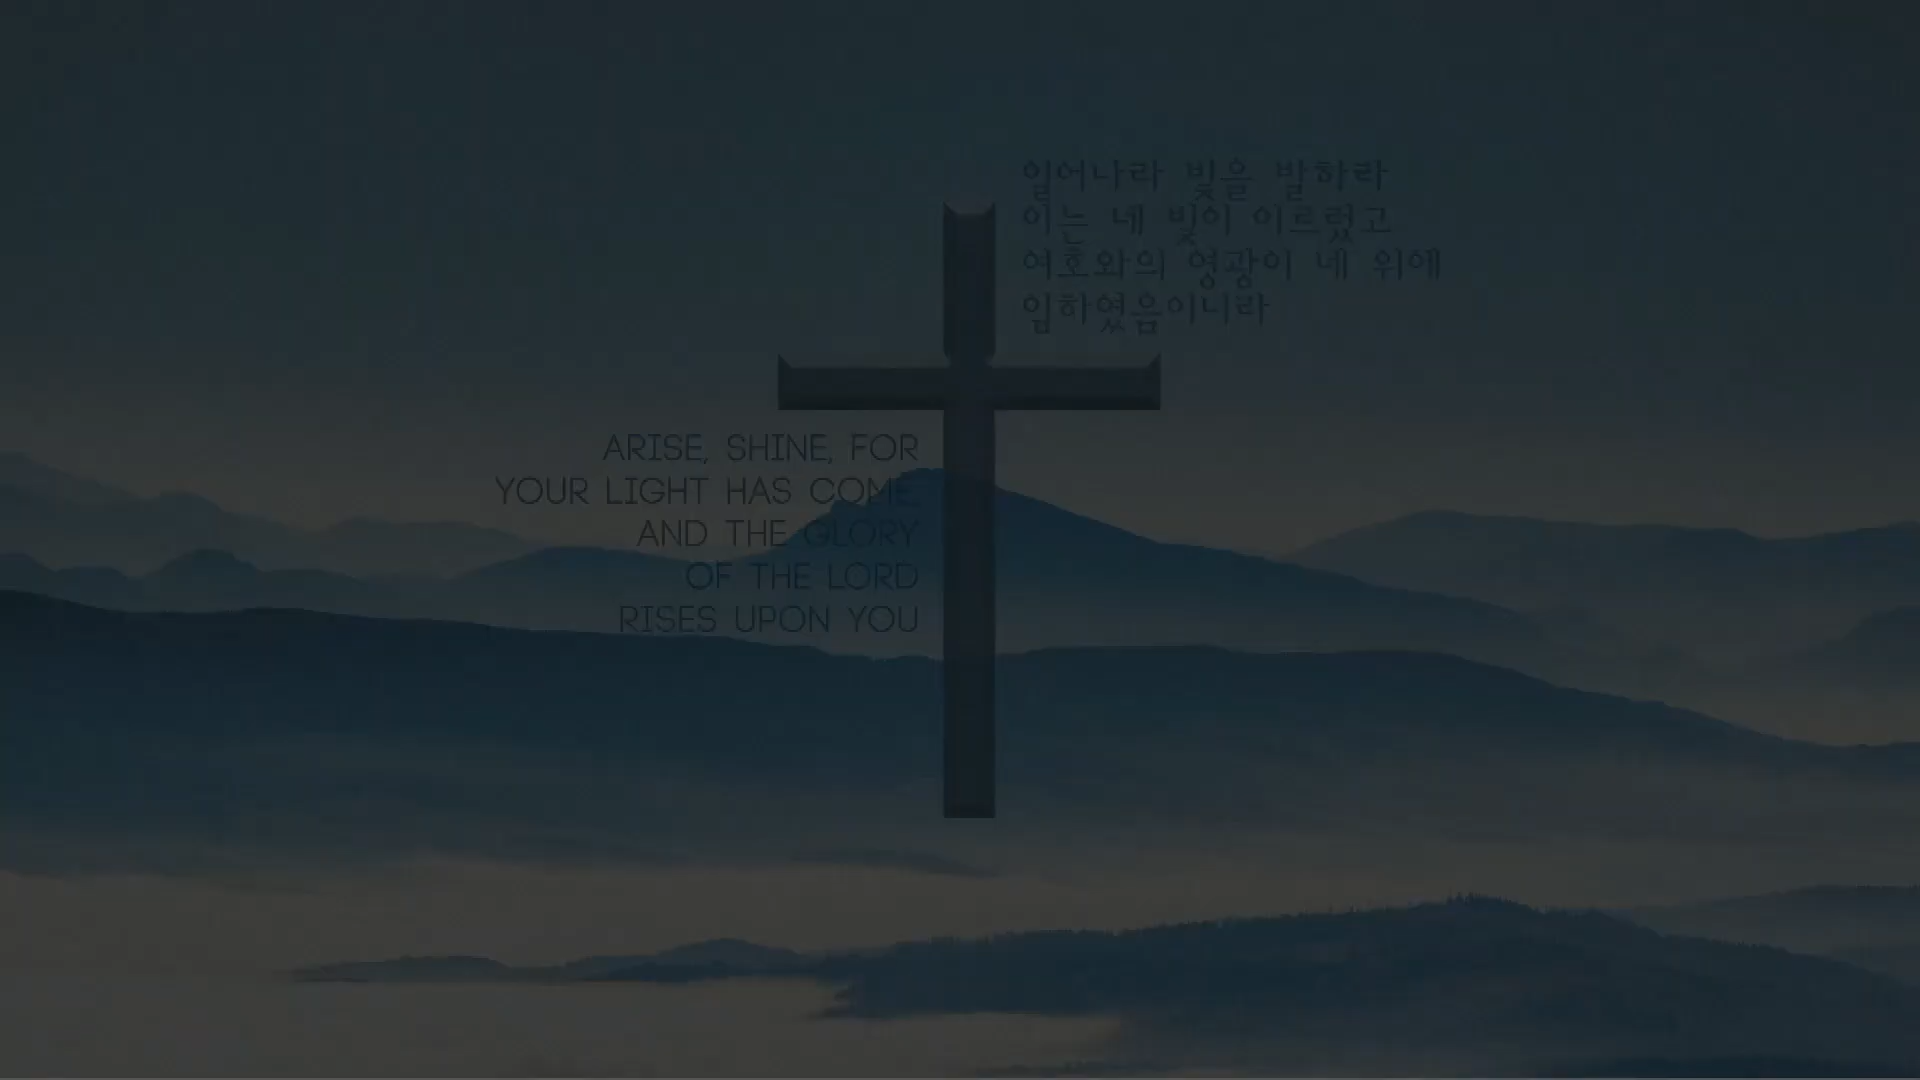 일어나라 빛을 발하라
이는 네 빛이 이르렀고
여호와의 영광이 네 위에
임하였음이니라
ARISE, SHINE, FOR
YOUR LIGHT HAS COME
AND THE GLORY
OF THE LORD
RISES UPON YOU